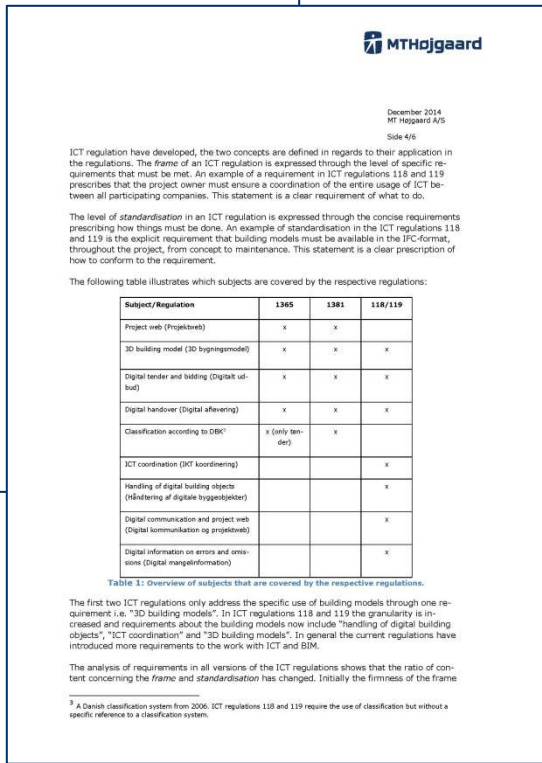 MTHøjgaard
December 2014
MT Højgaard A/S
Side 4/6
ICT regulation have developed, the two concepts are defined in regards to their application in
the regulations. The frame of an ICT regulation is expressed through the level of specific re-
quirements that must be met. An example of a requirement in ICT regulations 118 and 119
prescribes that the project owner must ensure a coordination of the entire usage of ICT be-
tween all participating companies. This statement is a clear requirement of what to do.
The level of standardisation in an ICT regulation is expressed through the concise requirements
prescribing how things must be done. An example of standardisation in the ICT regulations 118
and 119 is the explicit requirement that building models must be available in the IFC-format,
throughout the project, from concept to maintenance. This statement is a clear prescription of
how to conform to the requirement.
The following table illustrates which subjects are covered by the respective regulations:
Subject/Regulation 1365 1381 118/119
Project web (Projektweb) x x
3D building model (3D bygningsmodel) x x x
Digital tender and bidding (Digitalt ud- x x x
bud)
Digital handover (Digital aflevering) x x x
Classification according to DBK³ x (only ten- x
der)
ICT coordination (IKT koordinering) x
Handling of digital building objects x
(Håndtering af digitale byggeobjekter)
Digital communication and project web x
(Digital kommunikation og projektweb)
Digital information on errors and omis- x
sions (Digital mangelinformation)
Table 1: Overview of subjects that are covered by the respective regulations.
The first two ICT regulations only address the specific use of building models through one re-
quirement i.e. "3D building models". In ICT regulations 118 and 119 the granularity is in-
creased and requirements about the building models now include "handling of digital building
objects", "ICT coordination" and "3D building models". In general the current regulations have
introduced more requirements to the work with ICT and BIM.
The analysis of requirements in all versions of the ICT regulations shows that the ratio of con-
tent concerning the frame and standardisation has changed. Initially the firmness of the frame
³ A Danish classification system from 2006. ICT regulations 118 and 119 require the use of classification but without a
specific reference to a classification system.